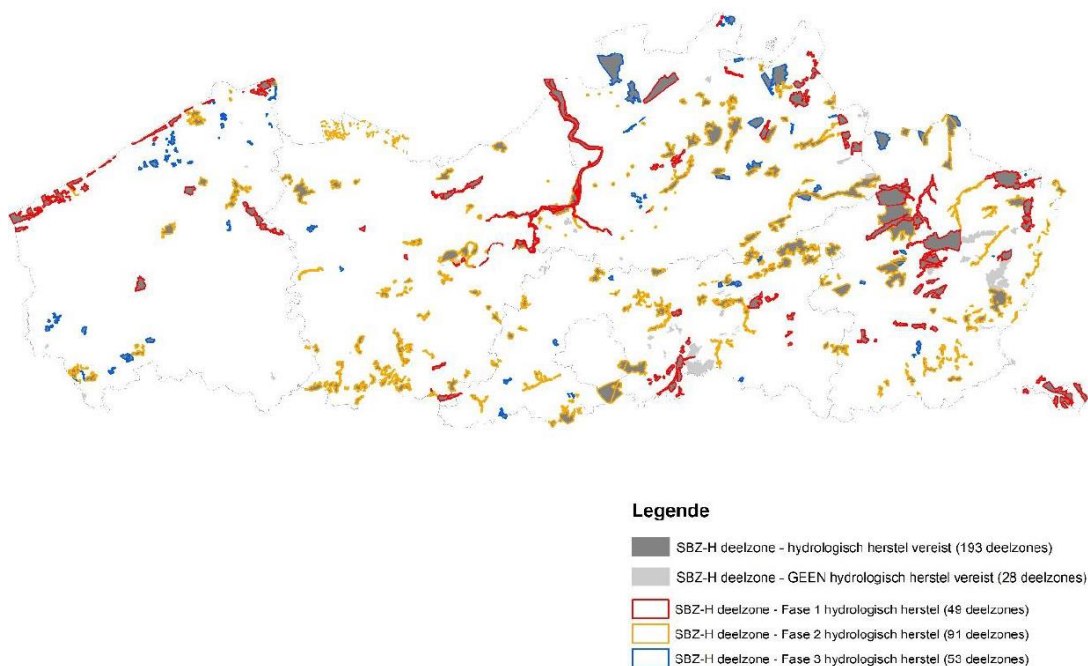 Legende
SBZ-H deelzone - hydrologisch herstel vereist (193 deelzones)
SBZ-H deelzone - GEEN hydrologisch herstel vereist (28 deelzones)
SBZ-H deelzone - Fase 1 hydrologisch herstel (49 deelzones)
SBZ-H deelzone - Fase 2 hydrologisch herstel (91 deelzones)
SBZ-H deelzone - Fase 3 hydrologisch herstel (53 deelzones)